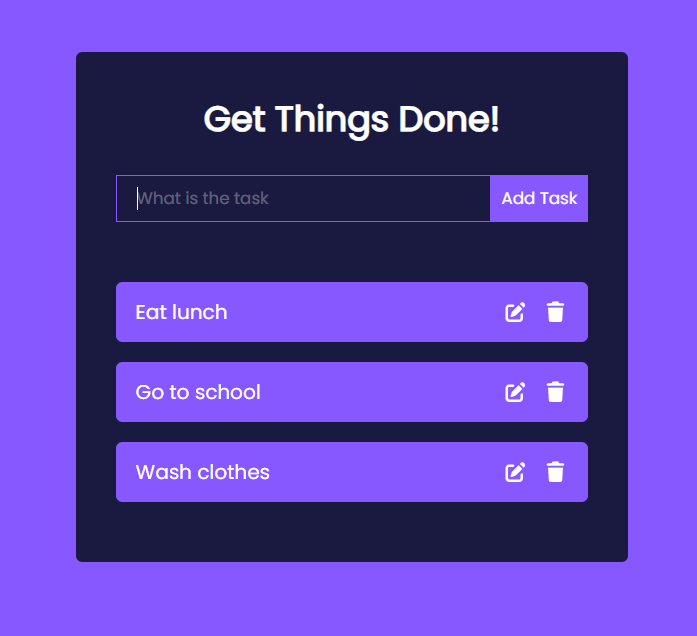 Get Things Done!
What is the task
Add Task
Eat lunch
Go to school
Wash clothes